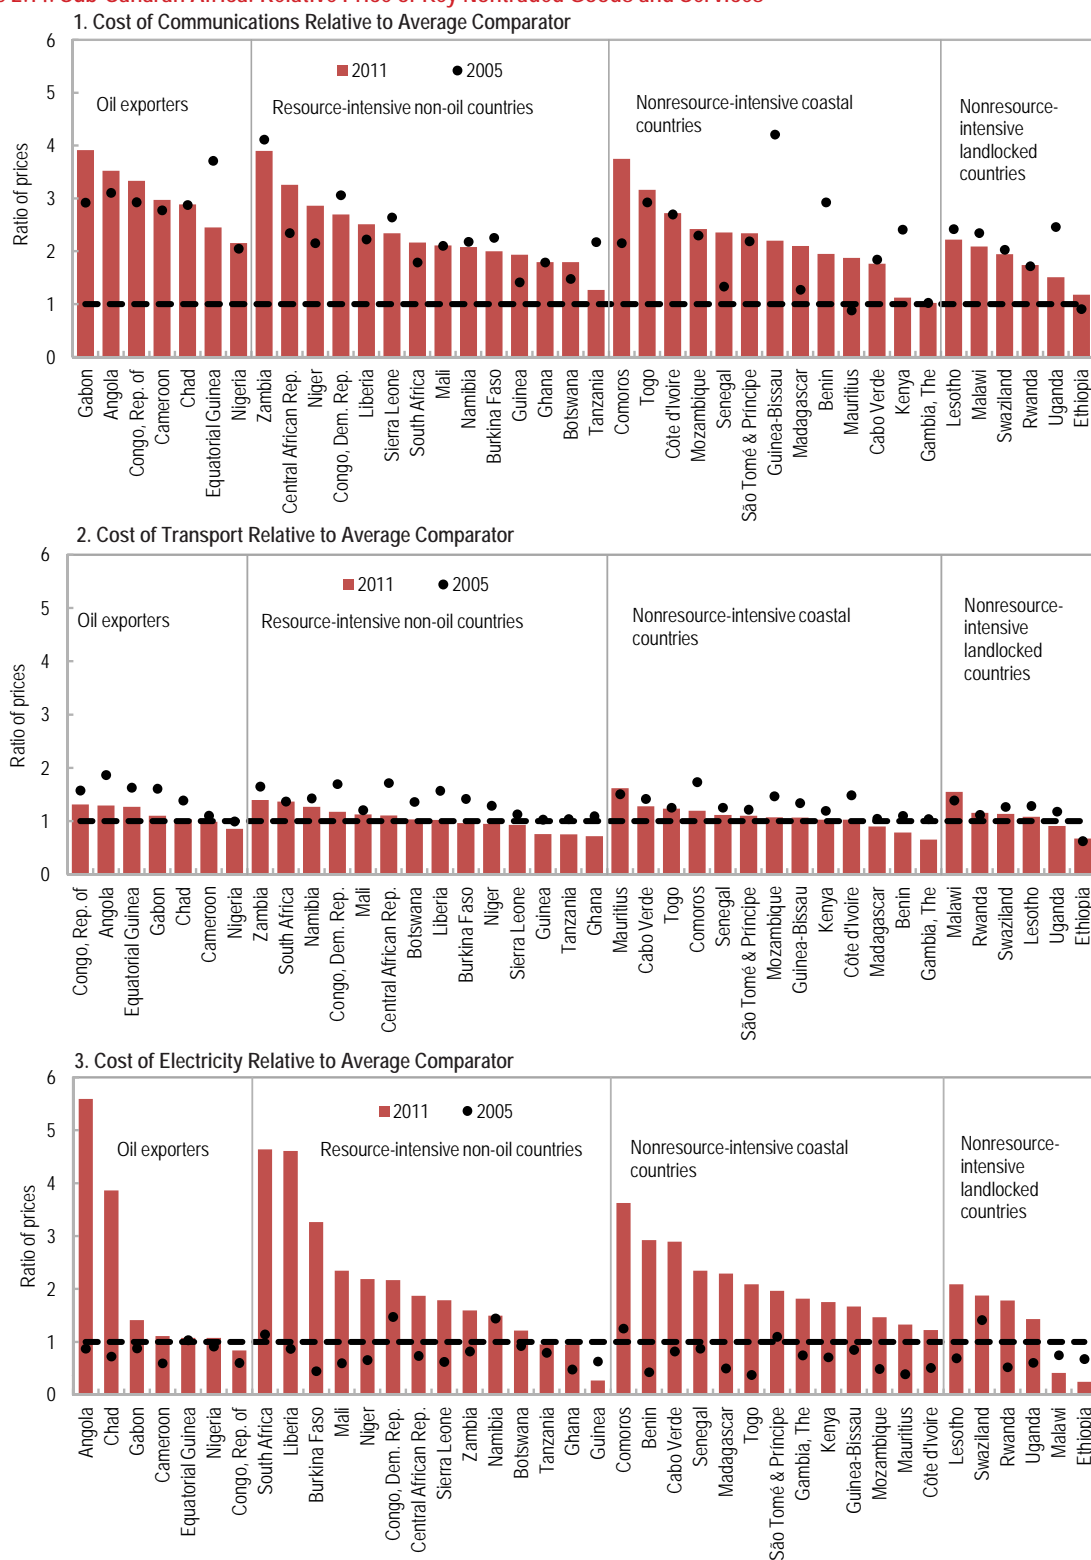 1. Cost of Communications Relative to Average Comparator
6
5
4
3
2
1
0
Ratio of prices
2011
2005
Oil exporters
Resource-intensive non-oil countries
Nonresource-intensive coastal
countries
Nonresource-
intensive
landlocked
countries
Gabon
Angola
Congo, Rep. of
Cameroon
Chad
Equatorial Guinea
Nigeria
Zambia
Central African Rep.
Niger
Congo, Dem. Rep.
Liberia
Sierra Leone
South Africa
Mali
Namibia
Burkina Faso
Guinea
Ghana
Botswana
Tanzania
Comoros
Togo
Côte d'Ivoire
Mozambique
Senegal
São Tomé & Príncipe
Guinea-Bissau
Madagascar
Benin
Mauritius
Cabo Verde
Kenya
Gambia, The
Lesotho
Malawi
Swaziland
Rwanda
Uganda
Ethiopia
2. Cost of Transport Relative to Average Comparator
6
5
4
3
2
1
0
Ratio of prices
2011
2005
Oil exporters
Resource-intensive non-oil countries
Nonresource-intensive coastal
countries
Nonresource-
intensive
landlocked
countries
Congo, Rep. of
Angola
Equatorial Guinea
Gabon
Chad
Cameroon
Nigeria
Zambia
South Africa
Namibia
Congo, Dem. Rep.
Mali
Central African Rep.
Botswana
Liberia
Burkina Faso
Niger
Sierra Leone
Guinea
Tanzania
Ghana
Mauritius
Cabo Verde
Togo
Comoros
Senegal
São Tomé & Príncipe
Mozambique
Guinea-Bissau
Kenya
Côte d'Ivoire
Madagascar
Benin
Gambia, The
Malawi
Rwanda
Swaziland
Lesotho
Uganda
Ethiopia
3. Cost of Electricity Relative to Average Comparator
6
5
4
3
2
1
0
Ratio of prices
2011
2005
Oil exporters
Resource-intensive non-oil countries
Nonresource-intensive coastal
countries
Nonresource-
intensive
landlocked
countries
Angola
Chad
Gabon
Cameroon
Equatorial Guinea
Nigeria
Congo, Rep. of
South Africa
Liberia
Burkina Faso
Mali
Niger
Congo, Dem. Rep.
Central African Rep.
Sierra Leone
Zambia
Namibia
Botswana
Tanzania
Ghana
Guinea
Comoros
Benin
Cabo Verde
Senegal
Madagascar
Togo
São Tomé & Príncipe
Gambia, The
Kenya
Guinea-Bissau
Mozambique
Mauritius
Côte d'Ivoire
Lesotho
Swaziland
Rwanda
Uganda
Malawi
Ethiopia